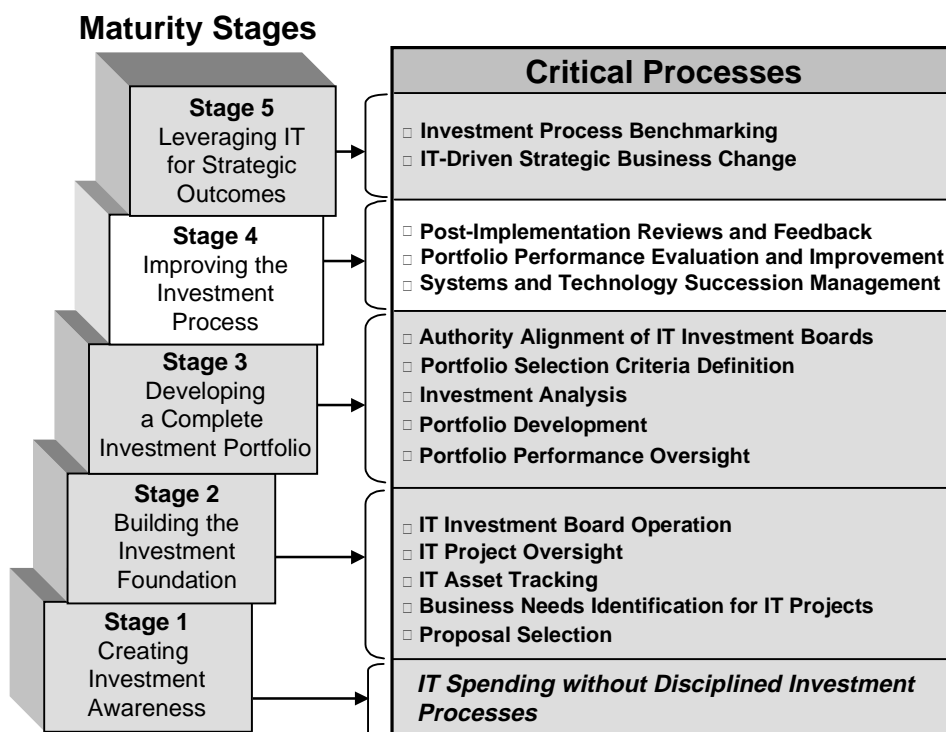 Maturity Stages
Stage 5
Leveraging IT
for Strategic
Outcomes
Stage 4
Improving the
Investment
Process
Stage 3
Developing
a Complete
Investment Portfolio
Stage 2
Building the
Investment
Foundation
Stage 1
Creating
Investment
Awareness
Critical Processes
Investment Process Benchmarking
IT-Driven Strategic Business Change
Post-Implementation Reviews and Feedback
Portfolio Performance Evaluation and Improvement
Systems and Technology Succession Management
Authority Alignment of IT Investment Boards
Portfolio Selection Criteria Definition
Investment Analysis
Portfolio Development
Portfolio Performance Oversight
IT Investment Board Operation
IT Project Oversight
IT Asset Tracking
Business Needs Identification for IT Projects
Proposal Selection
IT Spending without Disciplined Investment
Processes